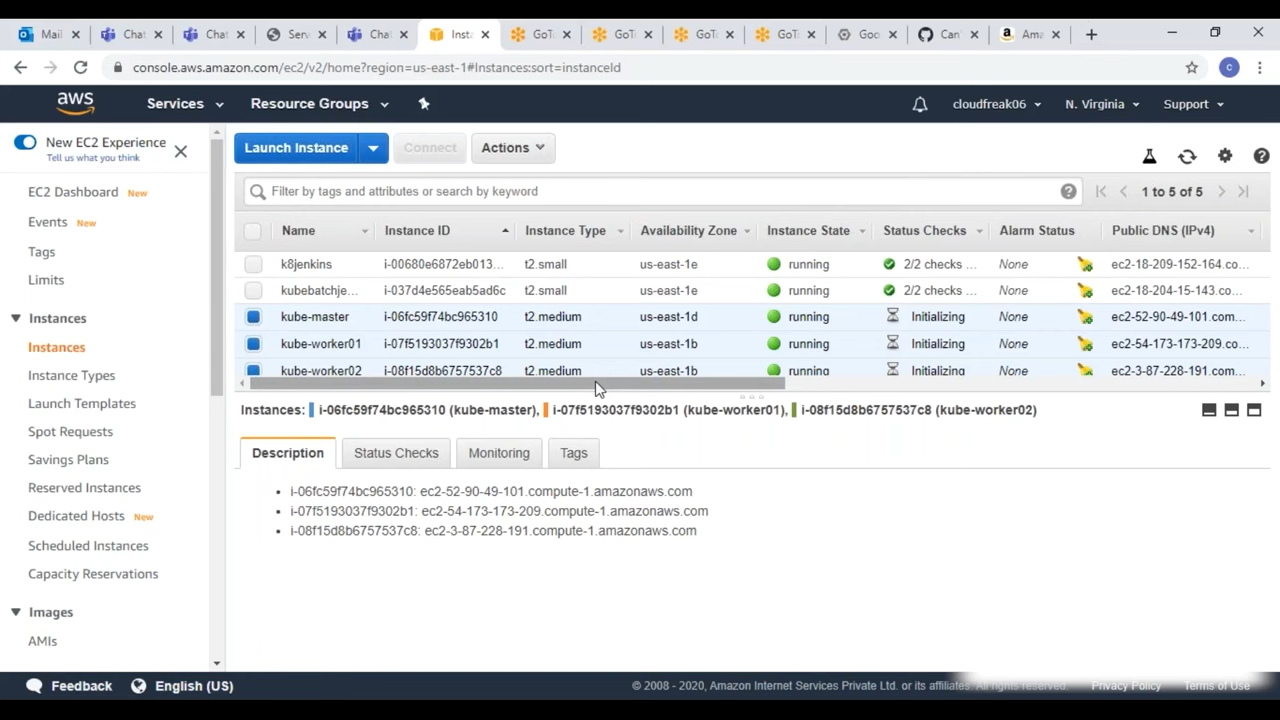 Mail
Chat
Chat
Serv
Chat
Insta
GoTo
GoTo
GoTo
GoTo
Goo
Can'
Ama
console.aws.amazon.com/ec2/v2/home?region=us-east-1#Instances:sort=instanceId
C
aws
Services
Resource Groups
cloudfreak06
N. Virginia
Support
New EC2 Experience
Tell us what you think
EC2 Dashboard New
Events New
Tags
Limits
Instances
Instances
Instance Types
Launch Templates
Spot Requests
Savings Plans
Reserved Instances
Dedicated Hosts New
Scheduled Instances
Capacity Reservations
Images
AMIs
Launch Instance
Connect
Actions
Filter by tags and attributes or search by keyword
1 to 5 of 5
Name Instance ID Instance Type Availability Zone Instance State Status Checks Alarm Status Public DNS (IPv4)
k8jenkins i-00680e6872eb013... t2.small us-east-1e running 2/2 checks ... None ec2-18-209-152-164.co...
kubebatchje... i-037d4e565eab5ad6c t2.small us-east-1e running 2/2 checks ... None ec2-18-204-15-143.co...
kube-master i-06fc59f74bc965310 t2.medium us-east-1d running Initializing None ec2-52-90-49-101.com...
kube-worker01 i-07f5193037f9302b1 t2.medium us-east-1b running Initializing None ec2-54-173-173-209.co...
kube-worker02 i-08f15d8b6757537c8 t2.medium us-east-1b running Initializing None ec2-3-87-228-191.com...
Instances: i-06fc59f74bc965310 (kube-master), i-07f5193037f9302b1 (kube-worker01), i-08f15d8b6757537c8 (kube-worker02)
Description
Status Checks
Monitoring
Tags
i-06fc59f74bc965310: ec2-52-90-49-101.compute-1.amazonaws.com
i-07f5193037f9302b1: ec2-54-173-173-209.compute-1.amazonaws.com
i-08f15d8b6757537c8: ec2-3-87-228-191.compute-1.amazonaws.com
Feedback
English (US)
© 2008 - 2020, Amazon Internet Services Private Ltd. or its affiliates. All rights reserved.
Privacy Policy
Terms of Use